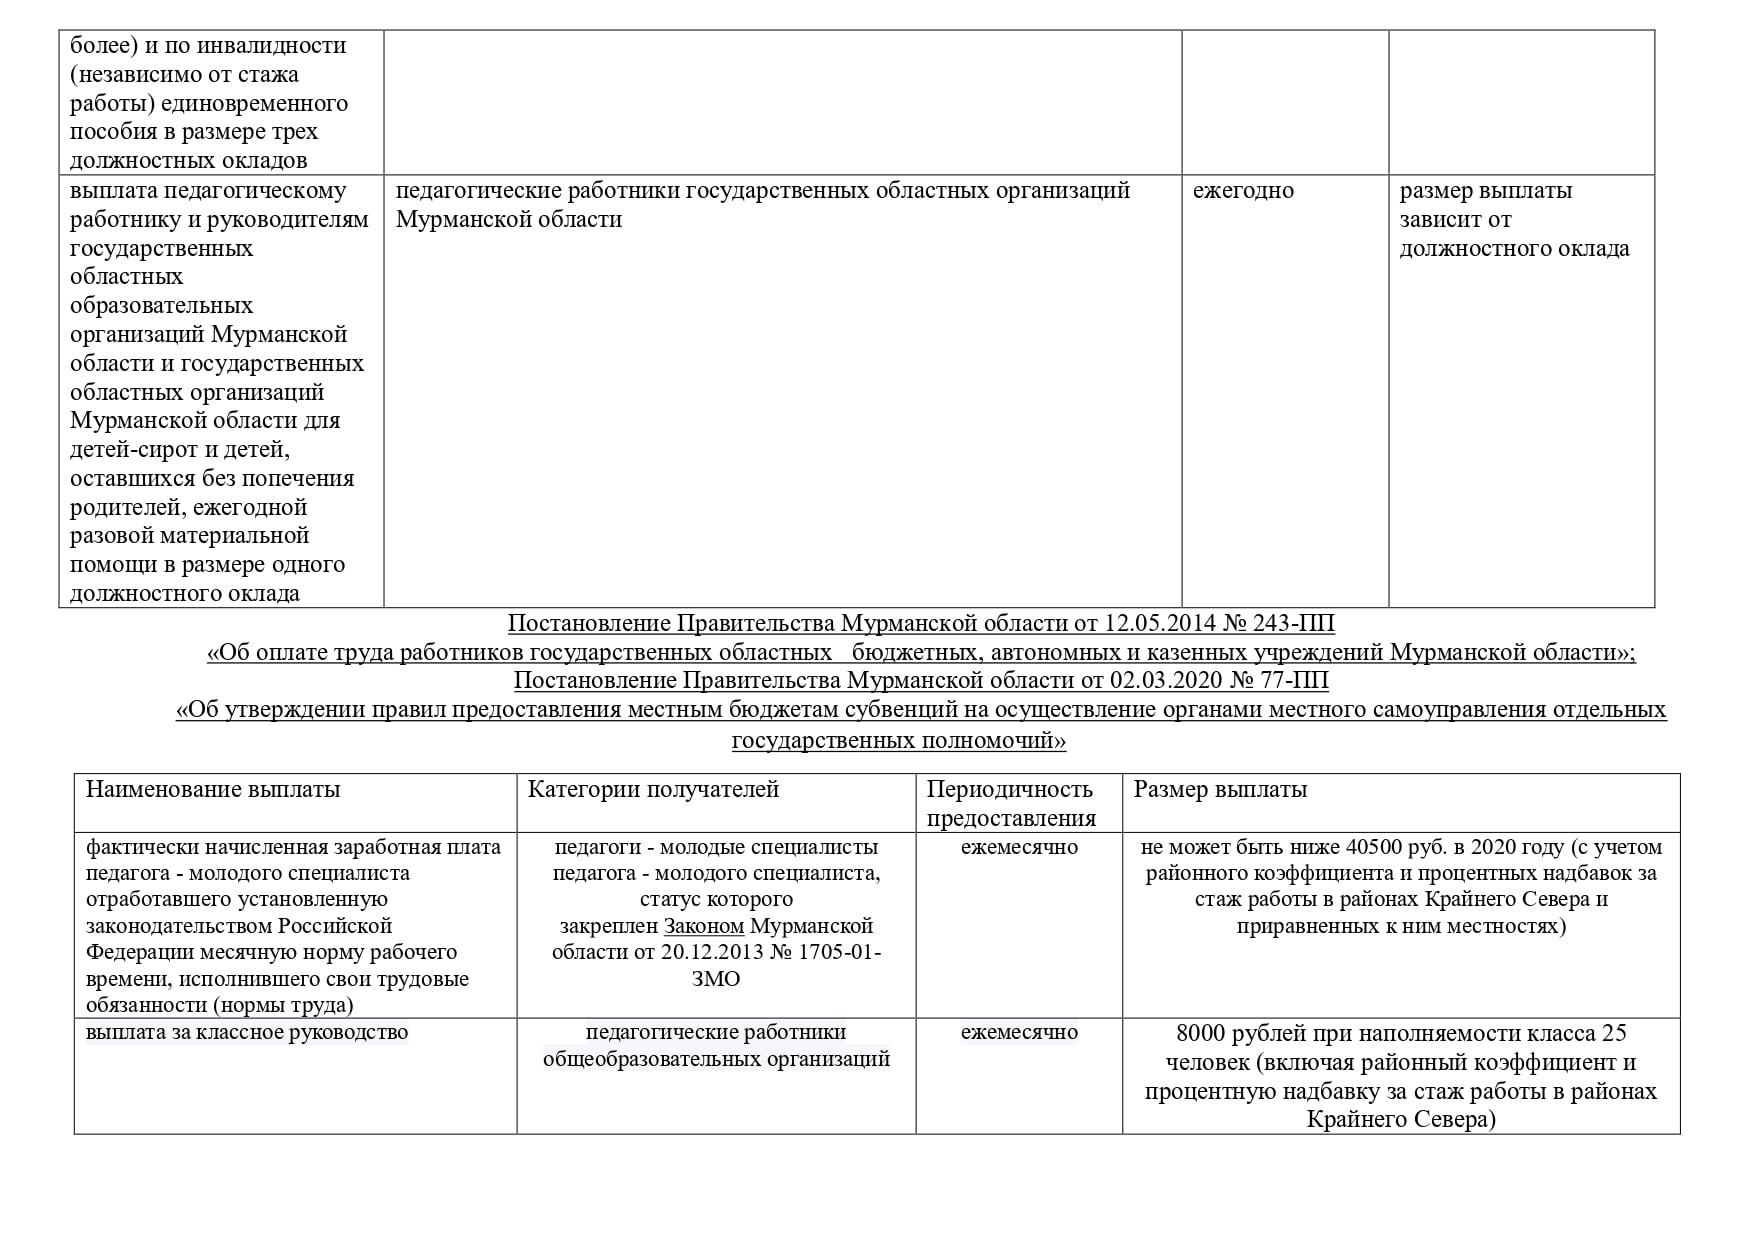 более) и по инвалидности
(независимо от стажа
работы) единовременного
пособия в размере трех
должностных окладов
выплата педагогическому
работнику и руководителям
государственных
областных
образовательных
организаций Мурманской
области и государственных
областных организаций
Мурманской области для
детей-сирот и детей,
оставшихся без попечения
родителей, ежегодной
разовой материальной
помощи в размере одного
должностного оклада
педагогические работники государственных областных организаций
Мурманской области
ежегодно
размер выплаты
зависит от
должностного оклада
Постановление Правительства Мурманской области от 12.05.2014 № 243-ПП
«Об оплате труда работников государственных областных бюджетных, автономных и казенных учреждений Мурманской области»;
Постановление Правительства Мурманской области от 02.03.2020 № 77-ПП
«Об утверждении правил предоставления местным бюджетам субвенций на осуществление органами местного самоуправления отдельных
государственных полномочий»
Наименование выплаты
Категории получателей
Периодичность
предоставления
Размер выплаты
фактически начисленная заработная плата
педагога - молодого специалиста
отработавшего установленную
законодательством Российской
Федерации месячную норму рабочего
времени, исполнившего свои трудовые
обязанности (нормы труда)
педагоги - молодые специалисты
педагога - молодого специалиста,
статус которого
закреплен Законом Мурманской
области от 20.12.2013 № 1705-01-
ЗМО
ежемесячно
не может быть ниже 40500 руб. в 2020 году (с учетом
районного коэффициента и процентных надбавок за
стаж работы в районах Крайнего Севера и
приравненных к ним местностях)
выплата за классное руководство
педагогические работники
общеобразовательных организаций
ежемесячно
8000 рублей при наполняемости класса 25
человек (включая районный коэффициент и
процентную надбавку за стаж работы в районах
Крайнего Севера)